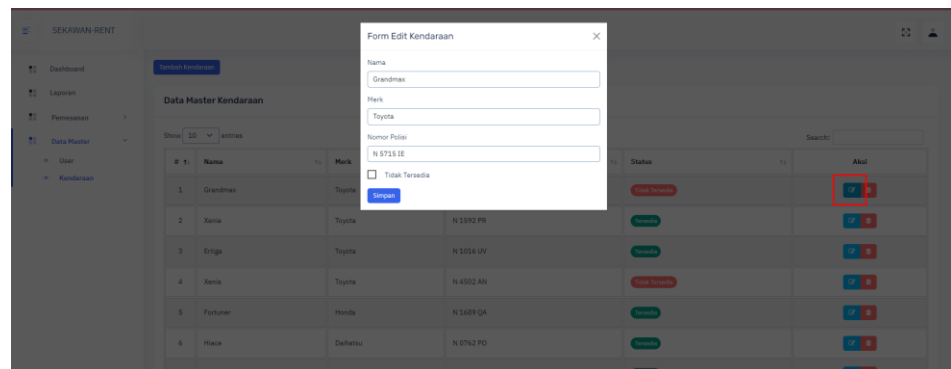 SEKAWAN-RENT
Form Edit Kendaraan
Nama
Grandmax
Merk
Toyota
Nomor Polisi
N 5715 IE
Tidak Tersedia
Simpan
Dashboard
Laporan
Pemesanan
Data Master
User
Kendaraan
Tambah Kendaraan
Data Master Kendaraan
Show 10 entries
Search:
# Nama Merk Status Aksi
1 Grandmax Toyota Tidak Tersedia
2 Xenia Toyota N 1592 PR Tersedia
3 Ertiga Toyota N 1016 UV Tersedia
4 Xenia Toyota N 4502 AN Tidak Tersedia
5 Fortuner Honda N 1689 QA Tersedia
6 Hiace Daihatsu N 0762 PO Tersedia